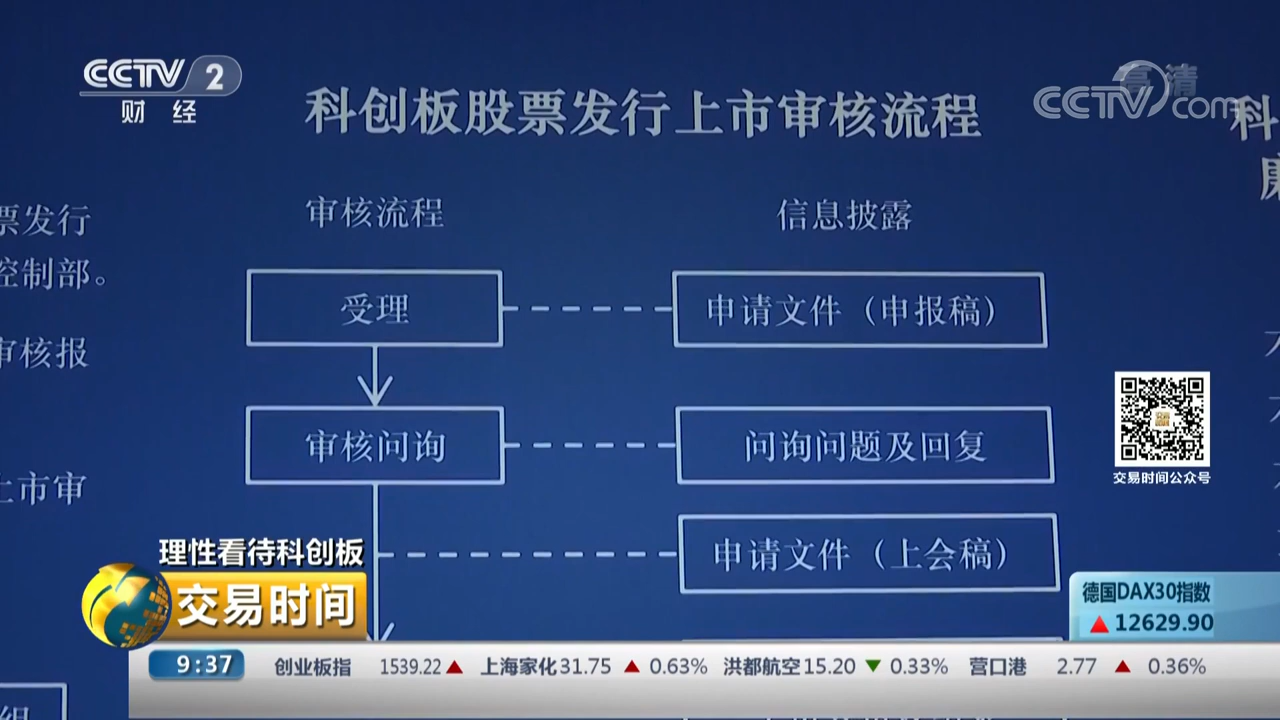 CCTV 2
财 经
高清
CCTV.com
科创板股票发行上市审核流程
科
票发行
控制部。
审核报
上市审
审核流程
信息披露
受理
申请文件（申报稿）
审核问询
问询问题及回复
申请文件（上会稿）
交易时间公众号
理性看待科创板
交易时间
德国DAX30指数
▲ 12629.90
9:37 创业板指 1539.22 ▲ 上海家化 31.75 ▲ 0.63% 洪都航空 15.20 ▼ 0.33% 营口港 2.77 ▲ 0.36%
组